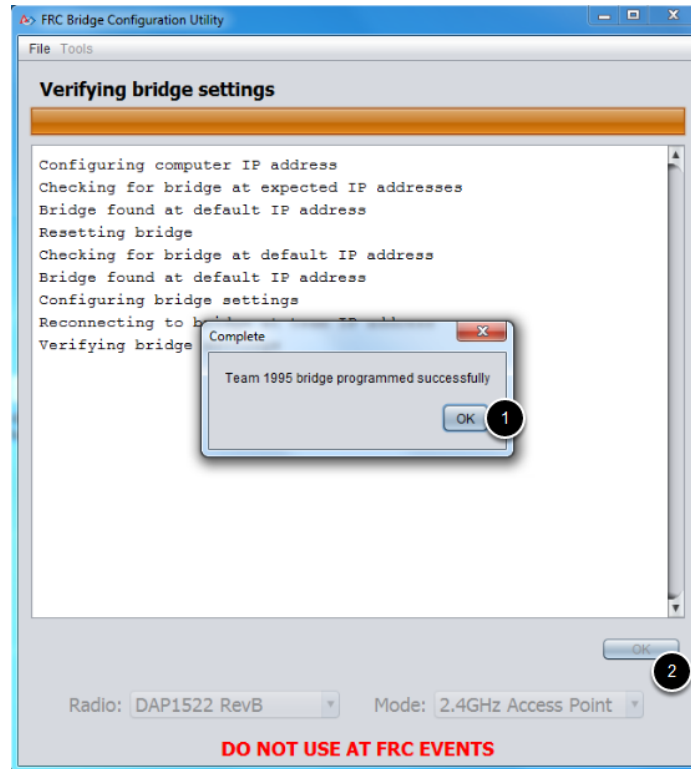 FRC Bridge Configuration Utility
File Tools
Verifying bridge settings
Configuring computer IP address
Checking for bridge at expected IP addresses
Bridge found at default IP address
Resetting bridge
Checking for bridge at default IP address
Bridge found at default IP address
Configuring bridge settings
Reconnecting to
Verifying bridge
Complete
Team 1995 bridge programmed successfully
OK 1
OK
2
Radio: DAP1522 RevB Mode: 2.4GHz Access Point
DO NOT USE AT FRC EVENTS